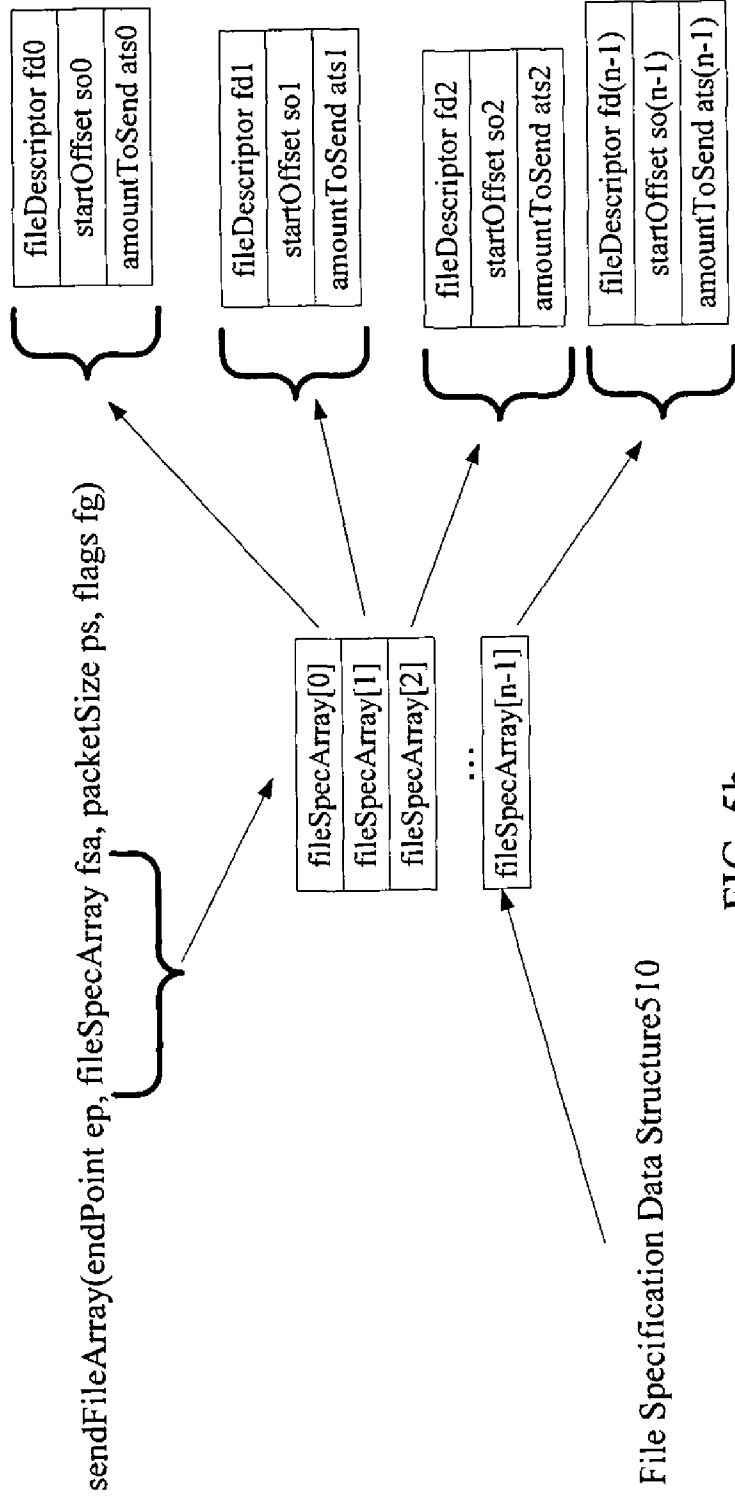 sendFileArray(endPoint ep, fileSpecArray fsa, packetSize ps, flags fg)
fileDescriptor fd0
startOffset so0
amountToSend ats0
fileDescriptor fd1
startOffset so1
amountToSend ats1
fileDescriptor fd2
startOffset so2
amountToSend ats2
fileDescriptor fd(n-1)
startOffset so(n-1)
amountToSend ats(n-1)
fileSpecArray[0]
fileSpecArray[1]
fileSpecArray[2]
...
fileSpecArray[n-1]
File Specification Data Structure510
FIG. 5b